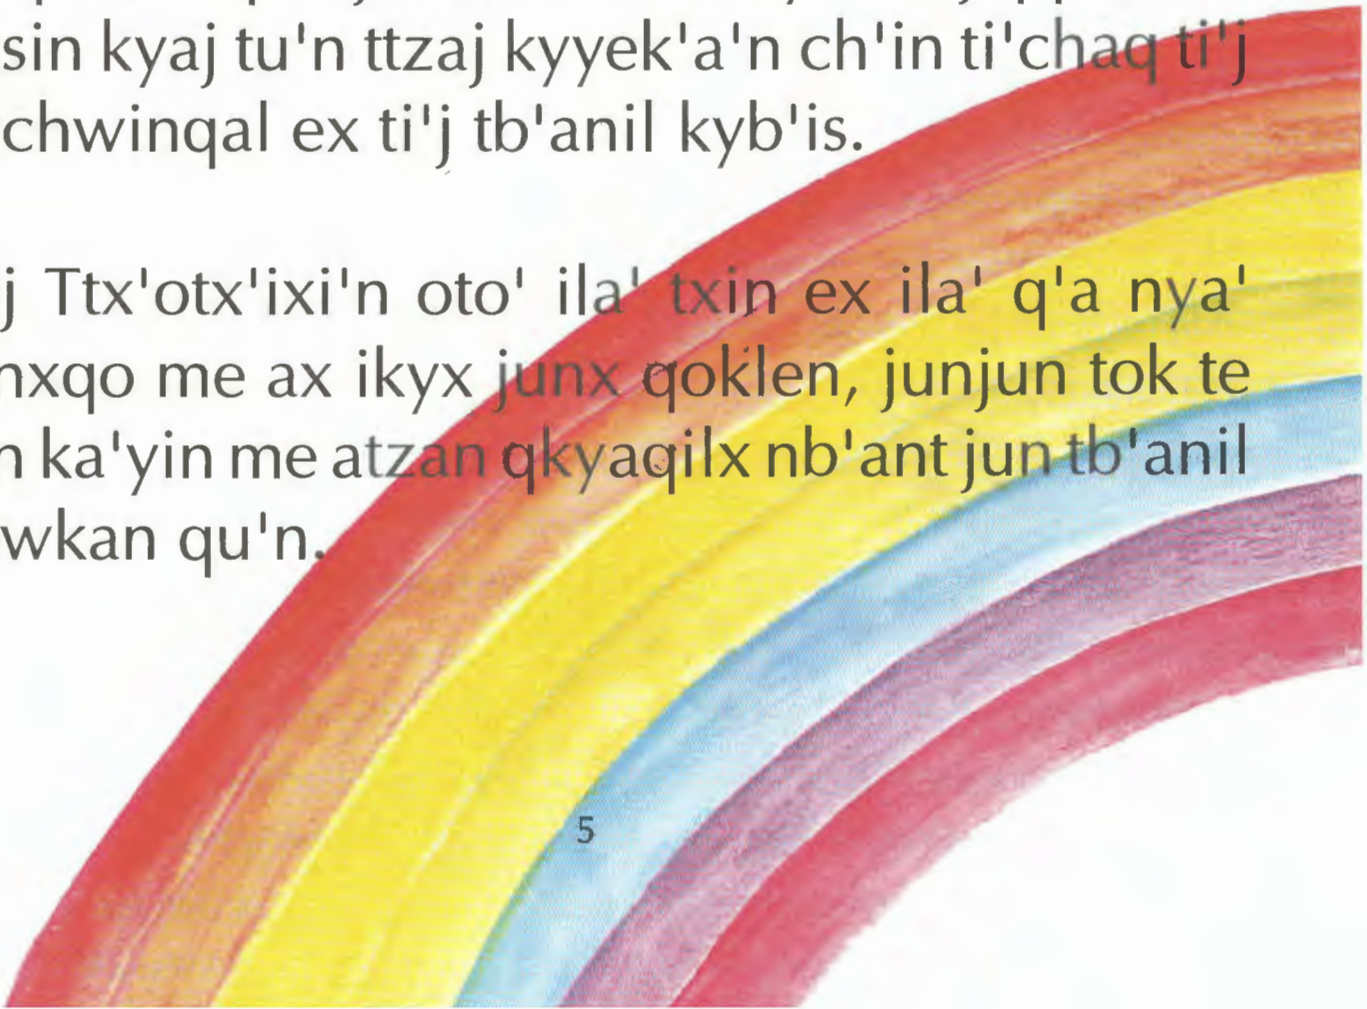 sin kyaj tu'n ttzaj kyyek'a'n ch'in ti'chaq ti'j
chwinqal ex ti'j tb'anil kyb'is.
j Ttx'otx'ixi'n oto' ila' txin ex ila' q'a nya'
nxqo me ax ikyx junx qoklen, junjun tok te
ka'yin me atzan qkyaqilx nb'ant jun tb'anil
wkan qu'n.
5